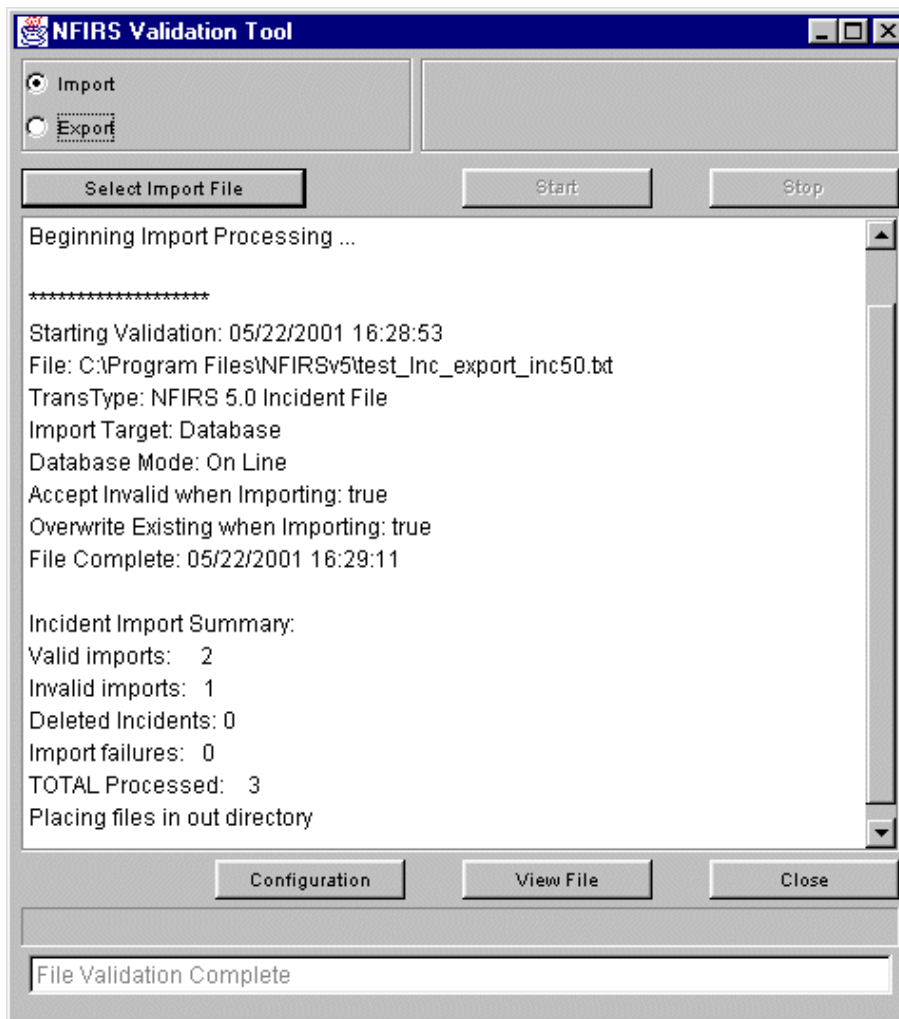 NFIRS Validation Tool
Import
Export
Select Import File
Start
Stop
Beginning Import Processing ...
*******************
Starting Validation: 05/22/2001 16:28:53
File: C:\Program Files\NFIRSv5\test_Inc_export_inc50.txt
TransType: NFIRS 5.0 Incident File
Import Target: Database
Database Mode: On Line
Accept Invalid when Importing: true
Overwrite Existing when Importing: true
File Complete: 05/22/2001 16:29:11
Incident Import Summary:
Valid imports: 2
Invalid imports: 1
Deleted Incidents: 0
Import failures: 0
TOTAL Processed: 3
Placing files in out directory
Configuration
View File
Close
File Validation Complete